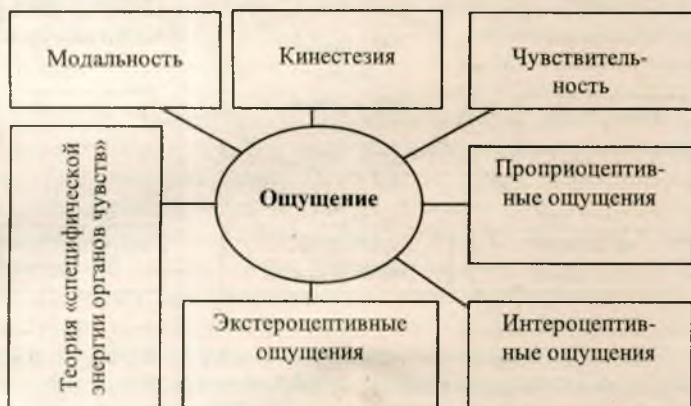 Модальность
Кинестезия
Чувствитель-
ность
Теория «специфической
энергии органов чувств»
Ощущение
Проприоцептив-
ные ощущения
Экстероцептивные
ощущения
Интероцептив-
ные ощущения